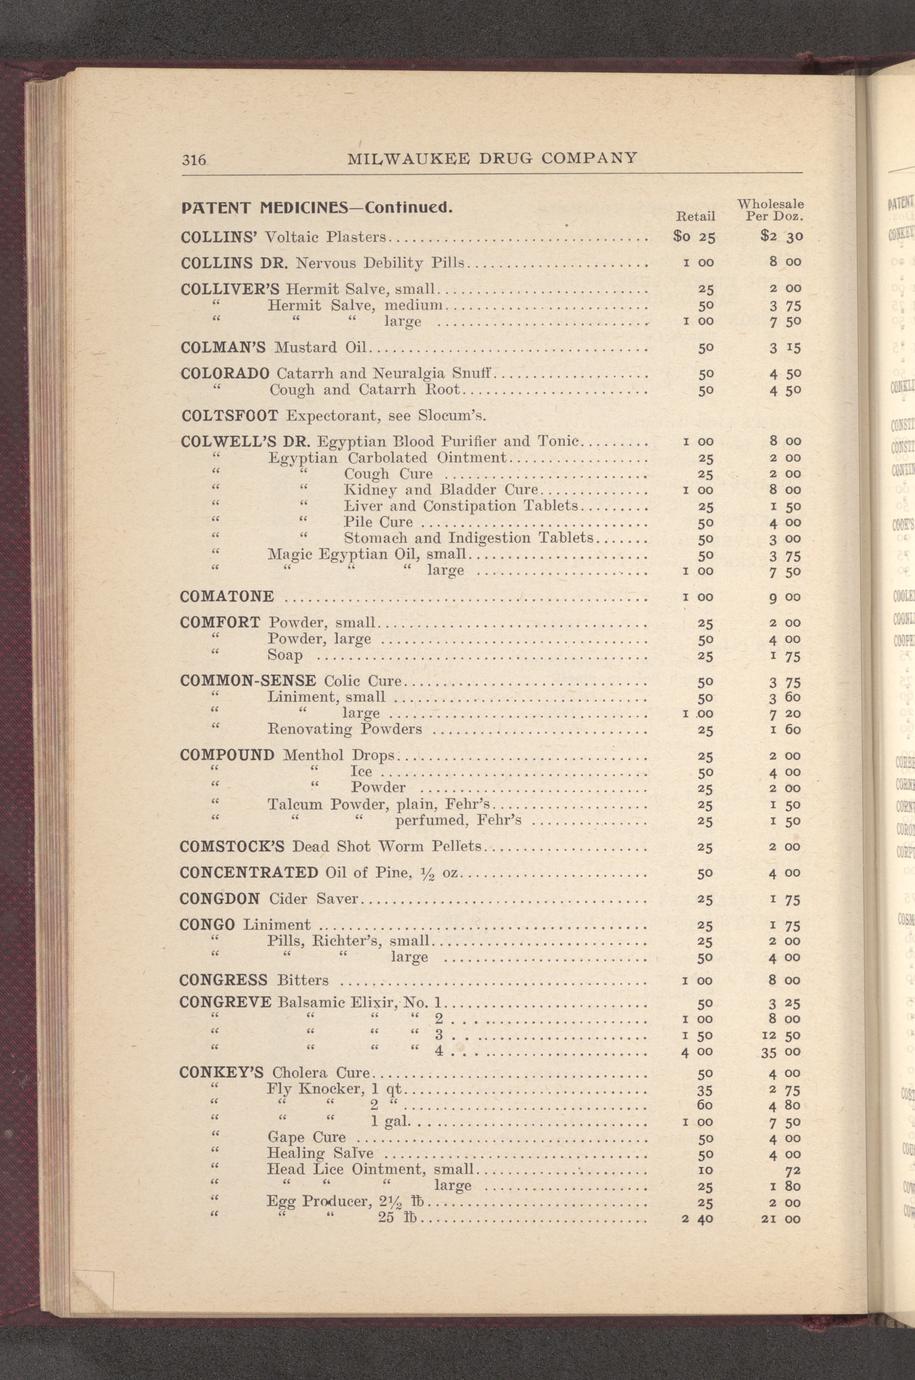 316 MILWAUKEE DRUG COMPANY
PATENT MEDICINES—Continued.
Wholesale
Retail Per Doz.
COLLINS' Voltaic Plasters................................ $0 25 $2 30
COLLINS DR. Nervous Debility Pills....................... 1 00 8 00
COLLIVER'S Hermit Salve, small.......................... 25 2 00
“ Hermit Salve, medium......................... 50 3 75
“ “ “ large .......................... 1 00 7 50
COLMAN'S Mustard Oil................................... 50 3 15
COLORADO Catarrh and Neuralgia Snuff................... 50 4 50
“ Cough and Catarrh Root....................... 50 4 50
COLTSFOOT Expectorant, see Slocum's.
COLWELL'S DR. Egyptian Blood Purifier and Tonic......... 1 00 8 00
“ Egyptian Carbolated Ointment................. 25 2 00
“ “ Cough Cure ......................... 25 2 00
“ “ Kidney and Bladder Cure............. 1 00 8 00
“ “ Liver and Constipation Tablets......... 25 1 50
“ “ Pile Cure ............................ 50 4 00
“ “ Stomach and Indigestion Tablets....... 50 3 00
“ Magic Egyptian Oil, small...................... 50 3 75
“ “ “ “ large ..................... 1 00 7 50
COMATONE ............................................. 1 00 9 00
COMFORT Powder, small................................. 25 2 00
“ Powder, large ................................. 50 4 00
“ Soap ......................................... 25 1 75
COMMON-SENSE Colic Cure.............................. 50 3 75
“ Liniment, small ............................... 50 3 60
“ “ large ................................ 1 00 7 20
“ Renovating Powders ........................... 25 1 60
COMPOUND Menthol Drops............................... 25 2 00
“ “ Ice ................................. 50 4 00
“ “ Powder ............................ 25 2 00
“ Talcum Powder, plain, Fehr's................... 25 1 50
“ “ “ perfumed, Fehr's ............... 25 1 50
COMSTOCK'S Dead Shot Worm Pellets..................... 25 2 00
CONCENTRATED Oil of Pine, ½ oz....................... 50 4 00
CONGDON Cider Saver................................... 25 1 75
CONGO Liniment ........................................ 25 1 75
“ Pills, Richter's, small........................... 25 2 00
“ “ “ large ......................... 50 4 00
CONGRESS Bitters ...................................... 1 00 8 00
CONGREVE Balsamic Elixir, No. 1......................... 50 3 25
“ “ “ “ 2......................... 1 00 8 00
“ “ “ “ 3......................... 1 50 12 50
“ “ “ “ 4......................... 4 00 35 00
CONKEY'S Cholera Cure.................................. 50 4 00
“ Fly Knocker, 1 qt.............................. 35 2 75
“ “ “ 2 “ .............................. 60 4 80
“ “ “ 1 gal............................. 1 00 7 50
“ Gape Cure .................................... 50 4 00
“ Healing Salve ................................ 50 4 00
“ Head Lice Ointment, small..................... 10 72
“ “ “ “ large .................... 25 1 80
“ Egg Producer, 2½ ℔........................... 25 2 00
“ “ “ 25 ℔............................ 2 40 21 00
PATENT
CONKEY